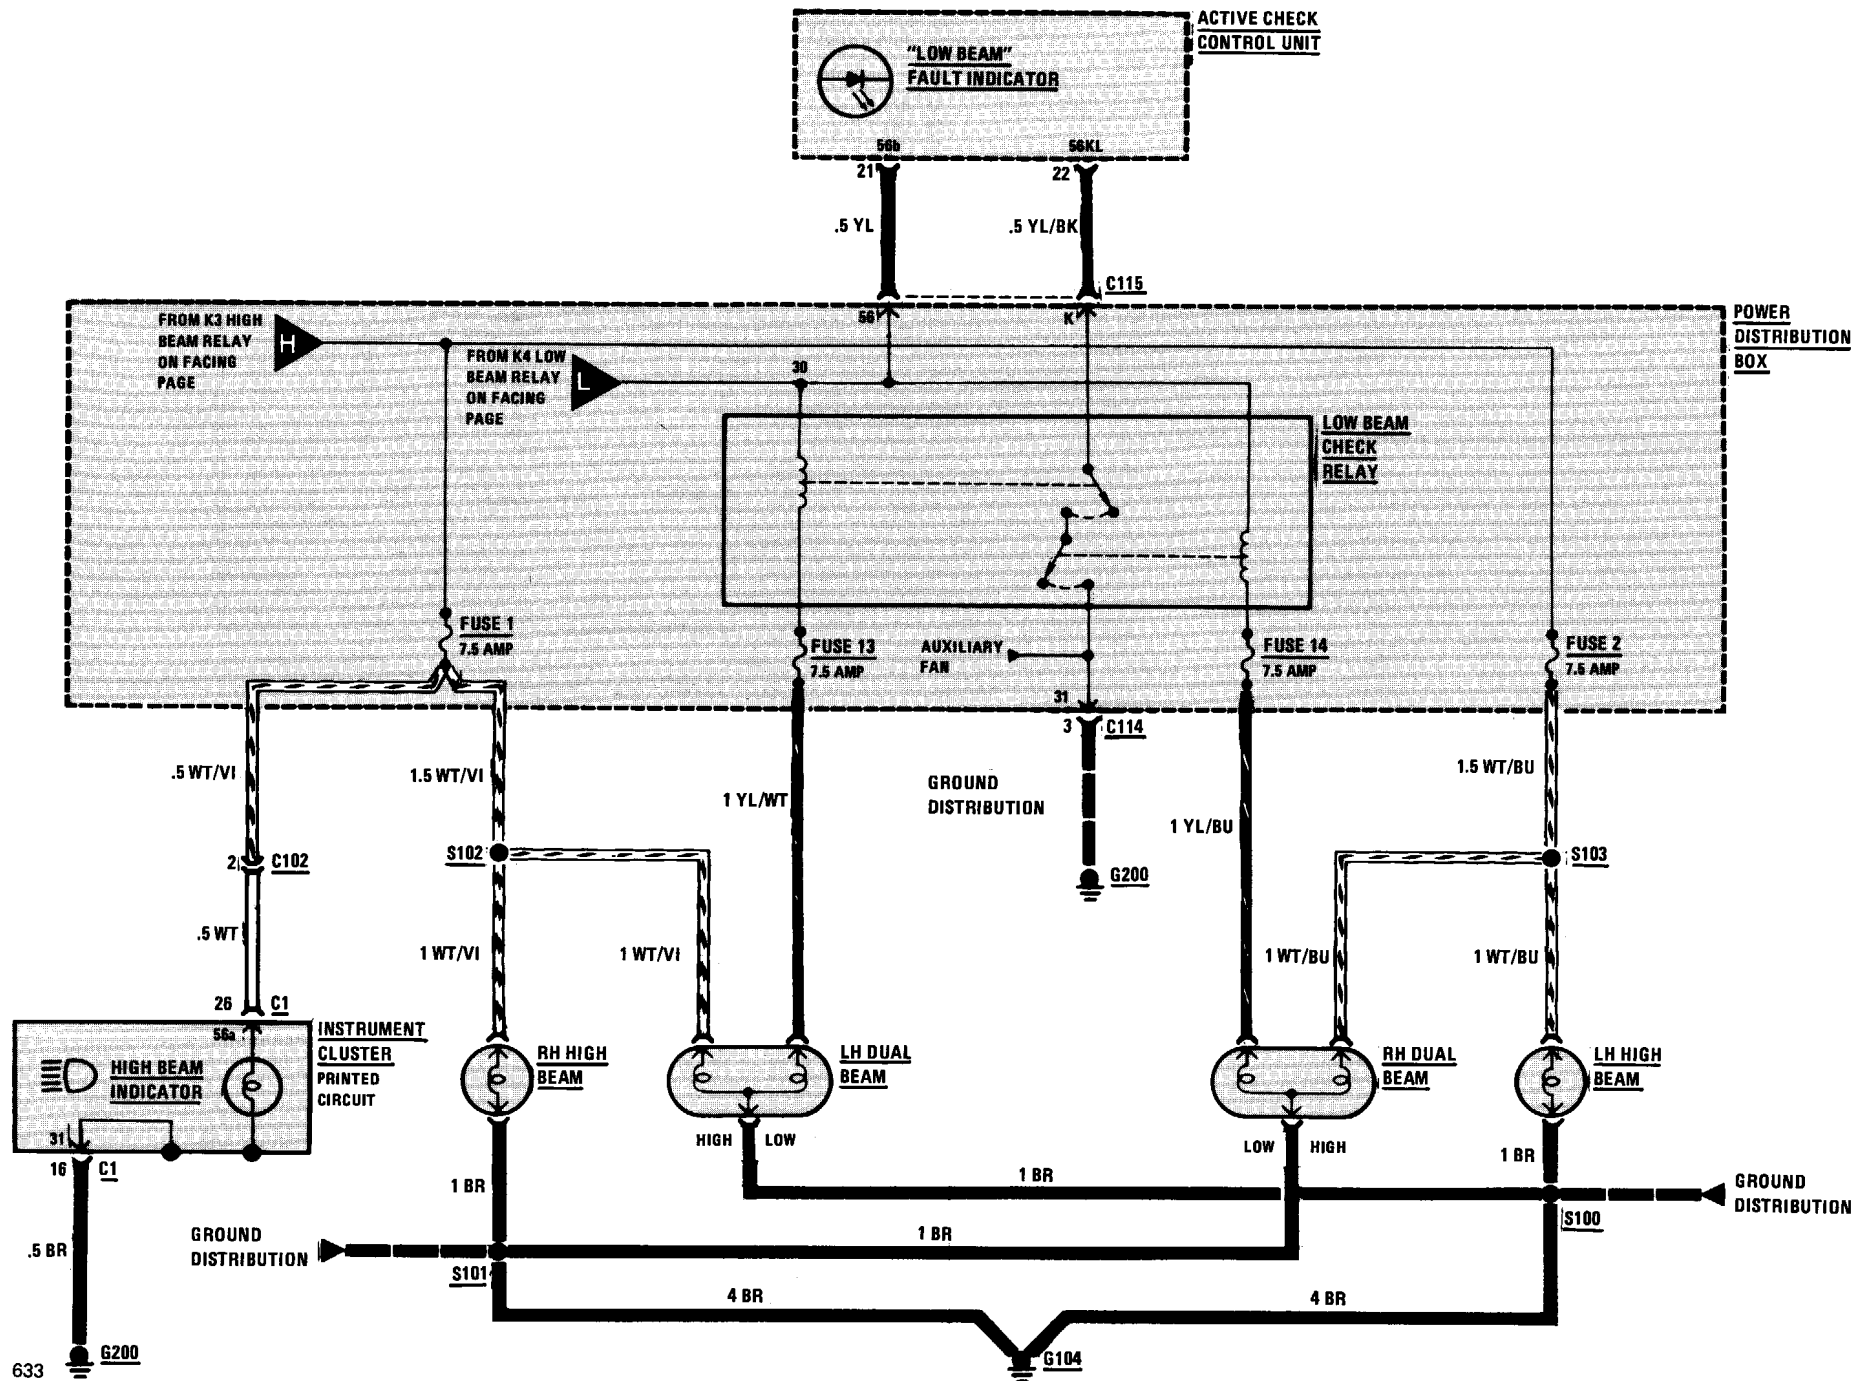 ACTIVE CHECK
CONTROL UNIT
"LOW BEAM"
FAULT INDICATOR
56b
56KL
21
22
.5 YL
.5 YL/BK
C115
POWER
DISTRIBUTION
BOX
56
K
FROM K3 HIGH
BEAM RELAY
ON FACING
PAGE
H
FROM K4 LOW
BEAM RELAY
ON FACING
PAGE
L
30
LOW BEAM
CHECK
RELAY
FUSE 1
7.5 AMP
FUSE 13
7.5 AMP
AUXILIARY
FAN
FUSE 14
7.5 AMP
FUSE 2
7.5 AMP
31
3
C114
.5 WT/VI
1.5 WT/VI
1 YL/WT
GROUND
DISTRIBUTION
1 YL/BU
1.5 WT/BU
S102
S103
2
C102
G200
.5 WT
1 WT/VI
1 WT/VI
1 WT/BU
1 WT/BU
26
C1
56a
INSTRUMENT
CLUSTER
PRINTED
CIRCUIT
HIGH BEAM
INDICATOR
RH HIGH
BEAM
LH DUAL
BEAM
RH DUAL
BEAM
LH HIGH
BEAM
31
16
C1
HIGH
LOW
LOW
HIGH
1 BR
1 BR
1 BR
GROUND
DISTRIBUTION
S100
.5 BR
GROUND
DISTRIBUTION
1 BR
S101
4 BR
4 BR
G200
G104
633